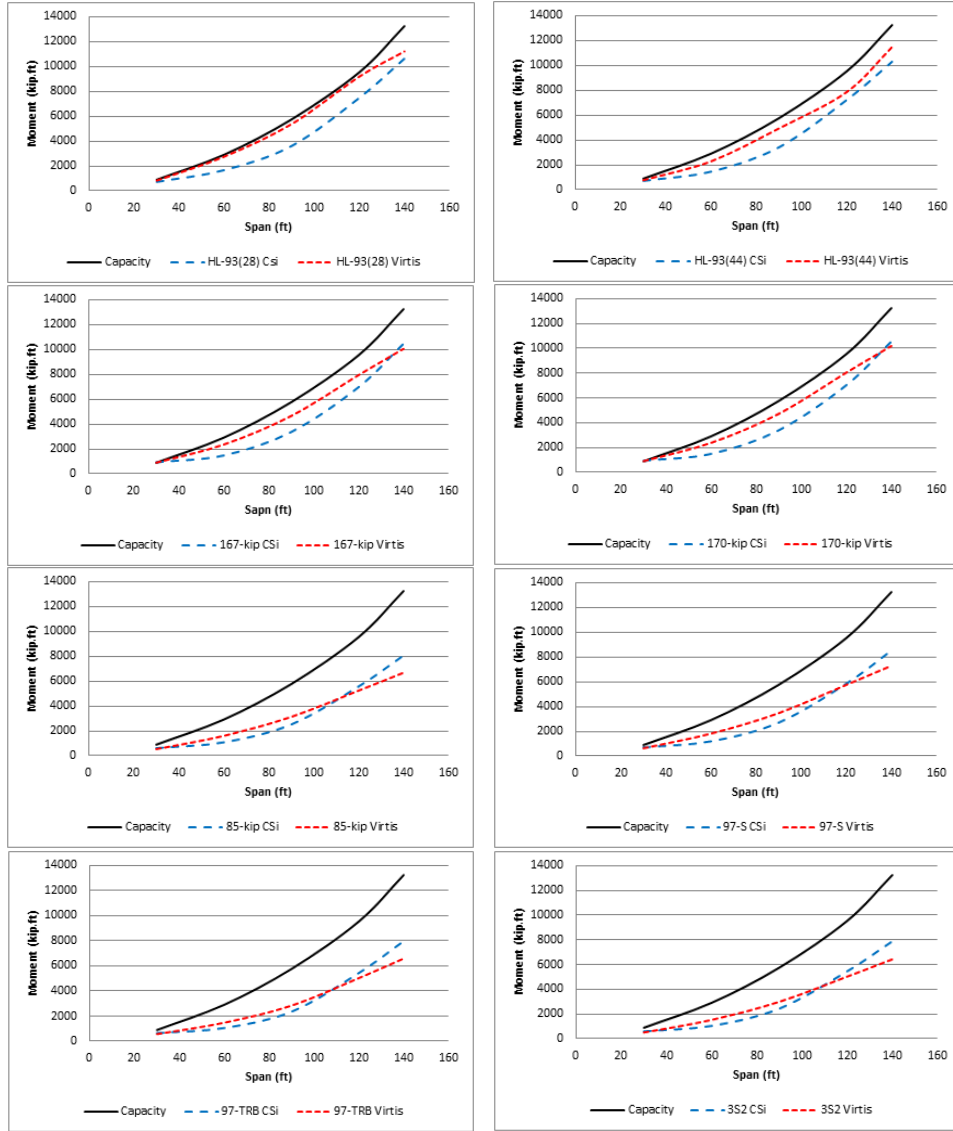 14000
12000
10000
8000
6000
4000
2000
0
Moment (kip.ft)
0 20 40 60 80 100 120 140 160
Span (ft)
Capacity HL-93(28) Csi HL-93(28) Virtis
14000
12000
10000
8000
6000
4000
2000
0
Moment (kip.ft)
0 20 40 60 80 100 120 140 160
Span (ft)
Capacity HL-93(44) CSi HL-93(44) Virtis
14000
12000
10000
8000
6000
4000
2000
0
Moment (kip.ft)
0 20 40 60 80 100 120 140 160
Sapn (ft)
Capacity 167-kip CSi 167-kip Virtis
14000
12000
10000
8000
6000
4000
2000
0
Moment (kip.ft)
0 20 40 60 80 100 120 140 160
Span (ft)
Capacity 170-kip CSi 170-kip Virtis
14000
12000
10000
8000
6000
4000
2000
0
Moment (kip.ft)
0 20 40 60 80 100 120 140 160
Span (ft)
Capacity 85-kip CSi 85-kip Virtis
14000
12000
10000
8000
6000
4000
2000
0
Moment (kip.ft)
0 20 40 60 80 100 120 140 160
Span (ft)
Capacity 97-S CSi 97-S Virtis
14000
12000
10000
8000
6000
4000
2000
0
Moment (kip.ft)
0 20 40 60 80 100 120 140 160
Span (ft)
Capacity 97-TRB CSi 97-TRB Virtis
14000
12000
10000
8000
6000
4000
2000
0
Moment (kip.ft)
0 20 40 60 80 100 120 140 160
Span (ft)
Capacity 3S2 CSi 3S2 Virtis